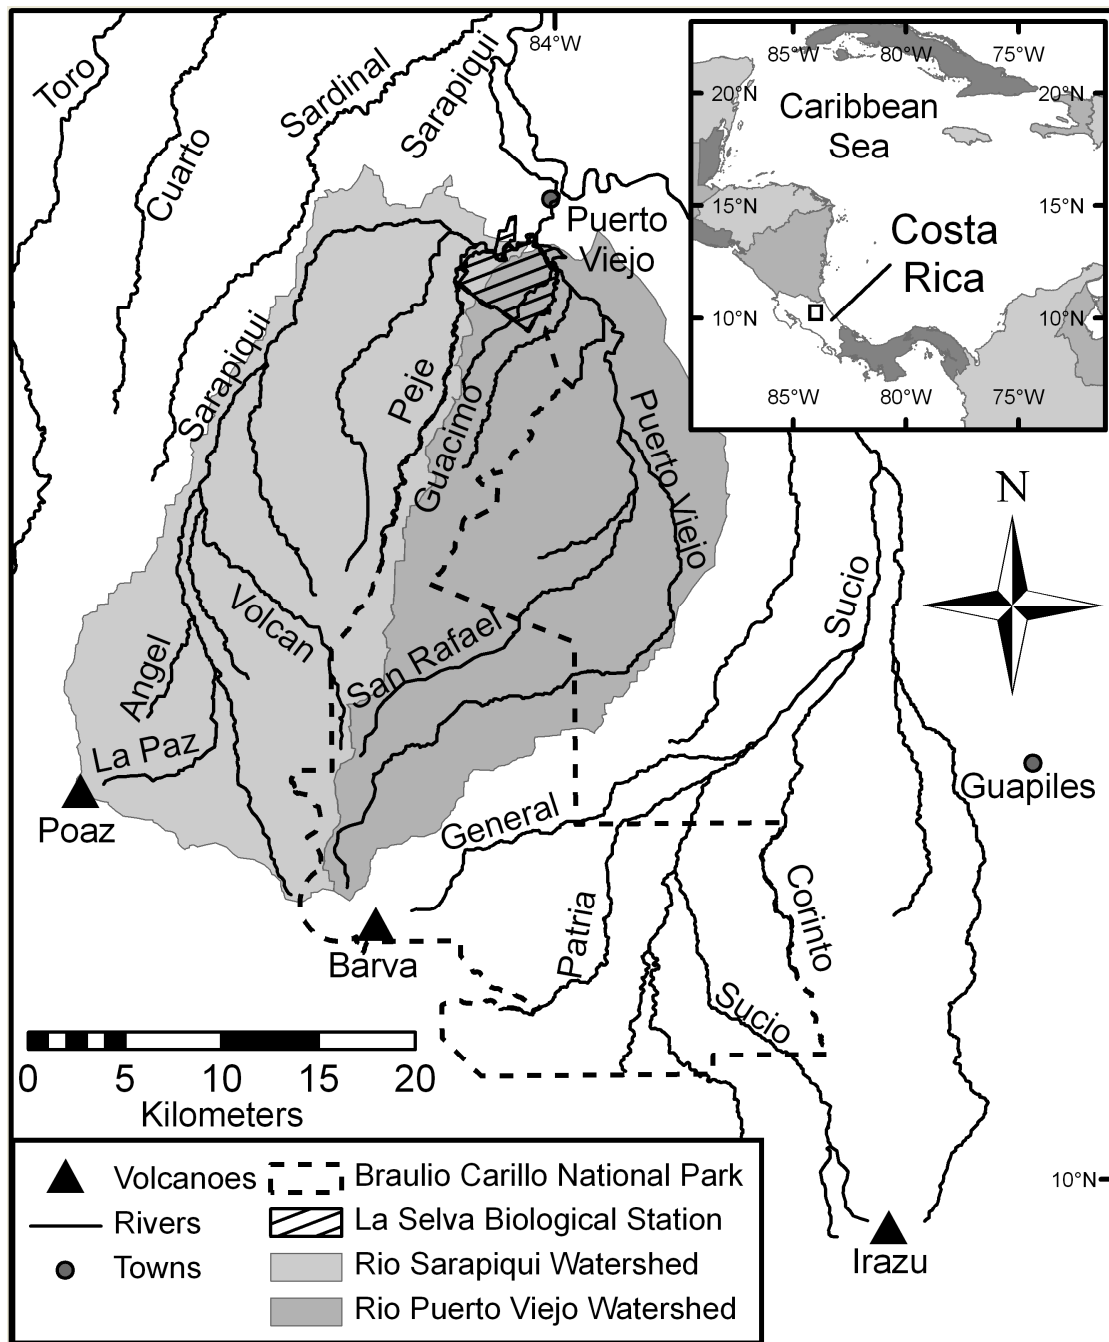 84°W
Toro
Cuarto
Sardinal
Sarapiqui
Puerto
Viejo
Sarapiqui
Peje
Guacimo
Puerto Viejo
Volcan
San Rafael
Angel
La Paz
Poaz
Barva
General
Patria
Sucio
Corinto
Sucio
Guapiles
Irazu
N
10°N
85°W
80°W
75°W
20°N
20°N
Caribbean
Sea
15°N
15°N
Costa
Rica
10°N
10°N
85°W
80°W
75°W
0 5 10 15 20
Kilometers
Volcanoes
Rivers
Towns
Braulio Carillo National Park
La Selva Biological Station
Rio Sarapiqui Watershed
Rio Puerto Viejo Watershed